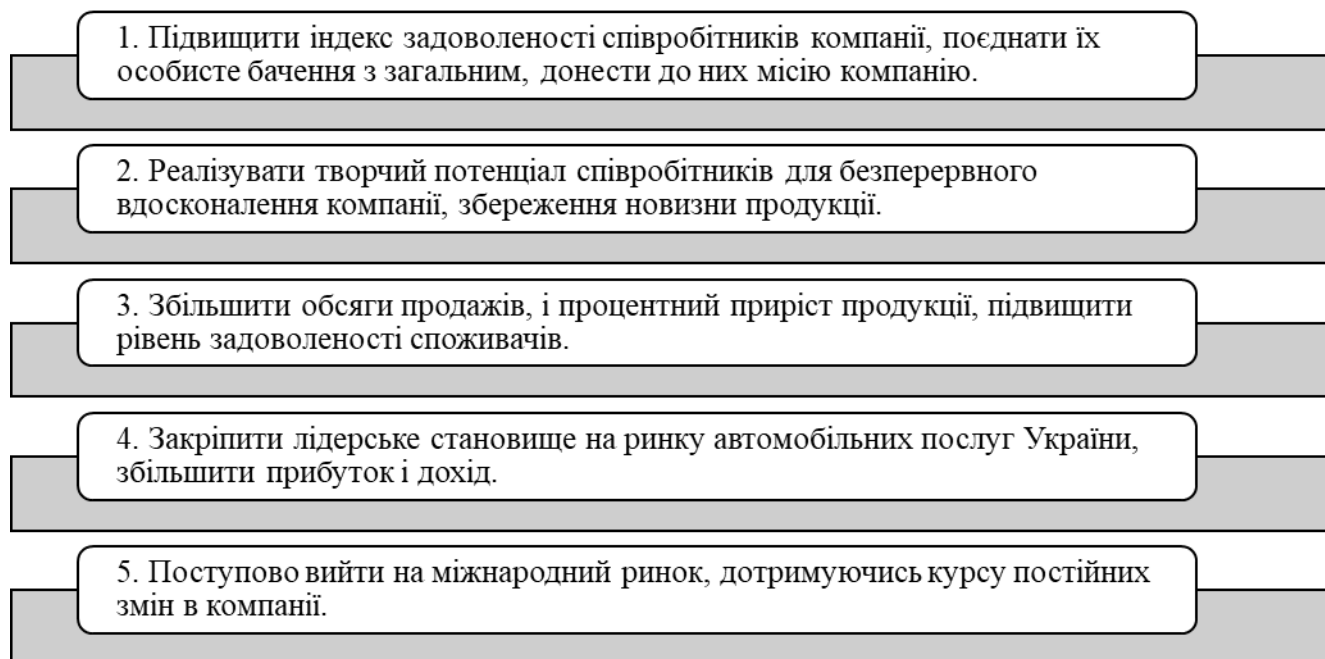 1. Підвищити індекс задоволеності співробітників компанії, поєднати їх
особисте бачення з загальним, донести до них місію компанію.
2. Реалізувати творчий потенціал співробітників для безперервного
вдосконалення компанії, збереження новизни продукції.
3. Збільшити обсяги продажів, і процентний приріст продукції, підвищити
рівень задоволеності споживачів.
4. Закріпити лідерське становище на ринку автомобільних послуг України,
збільшити прибуток і дохід.
5. Поступово вийти на міжнародний ринок, дотримуючись курсу постійних
змін в компанії.